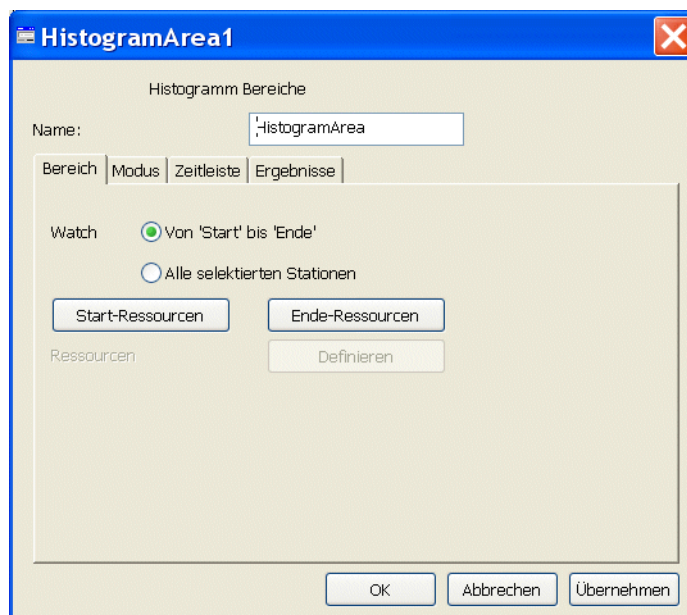 HistogramArea1
Histogramm Bereiche
Name: HistogramArea
Bereich Modus Zeitleiste Ergebnisse
Watch Von 'Start' bis 'Ende'
Alle selektierten Stationen
Start-Ressourcen Ende-Ressourcen
Ressourcen Definieren
OK Abbrechen Übernehmen